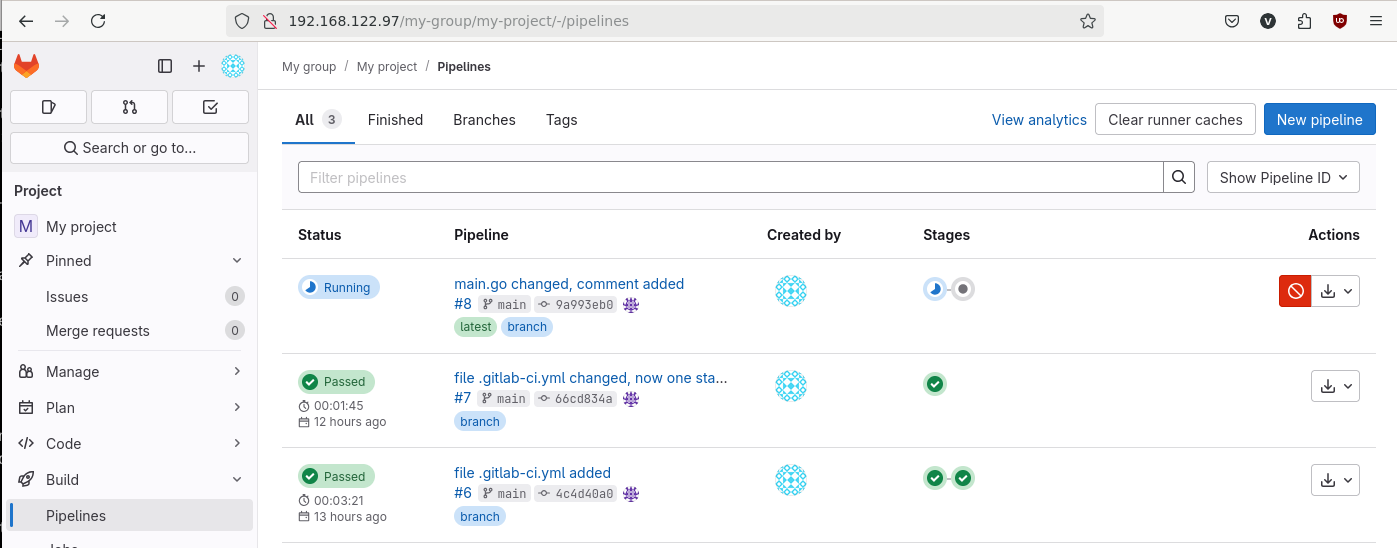 192.168.122.97/my-group/my-project/-/pipelines
V
UD
My group / My project / Pipelines
Search or go to...
Project
M My project
Pinned
Issues 0
Merge requests 0
Manage
Plan
Code
Build
Pipelines
All 3 Finished Branches Tags
View analytics Clear runner caches New pipeline
Filter pipelines
Show Pipeline ID
Status Pipeline Created by Stages Actions
Running
main.go changed, comment added
#8 main 9a993eb0
latest branch
Passed
00:01:45
12 hours ago
file .gitlab-ci.yml changed, now one sta...
#7 main 66cd834a
branch
Passed
00:03:21
13 hours ago
file .gitlab-ci.yml added
#6 main 4c4d40a0
branch